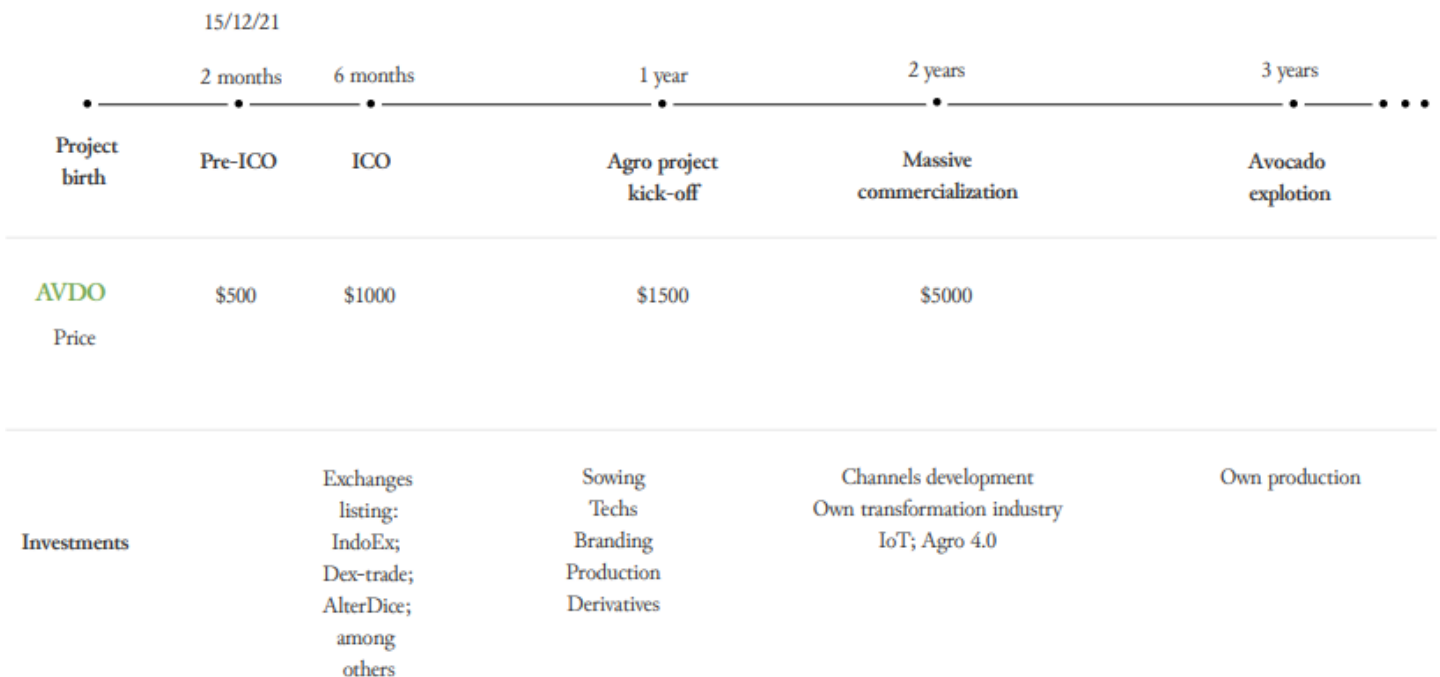 15/12/21
2 months
6 months
1 year
2 years
3 years
Project
birth
Pre-ICO
ICO
Agro project
kick-off
Massive
commercialization
Avocado
explotion
AVDO
Price
$500
$1000
$1500
$5000
Investments
Exchanges
listing:
IndoEx;
Dex-trade;
AlterDice;
among
others
Sowing
Techs
Branding
Production
Derivatives
Channels development
Own transformation industry
IoT; Agro 4.0
Own production